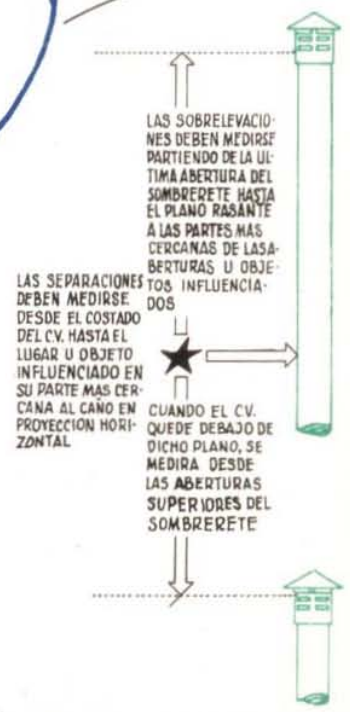 LAS SOBRELEVACIO-
NES DEBEN MEDIRSE
PARTIENDO DE LA UL-
TIMA ABERTURA DEL
SOMBRERETE HASTA
EL PLANO RASANTE
A LAS PARTES MAS
CERCANAS DE LAS A-
BERTURAS U OBJE-
TOS INFLUENCIA-
DOS
LAS SEPARACIONES
DEBEN MEDIRSE
DESDE EL COSTADO
DEL C.V. HASTA EL
LUGAR U OBJETO
INFLUENCIADO EN
SU PARTE MAS CER-
CANA AL CAÑO EN
PROYECCION HORI-
ZONTAL
CUANDO EL CV.
QUEDE DEBAJO DE
DICHO PLANO, SE
MEDIRA DESDE
LAS ABERTURAS
SUPERIORES DEL
SOMBRERETE